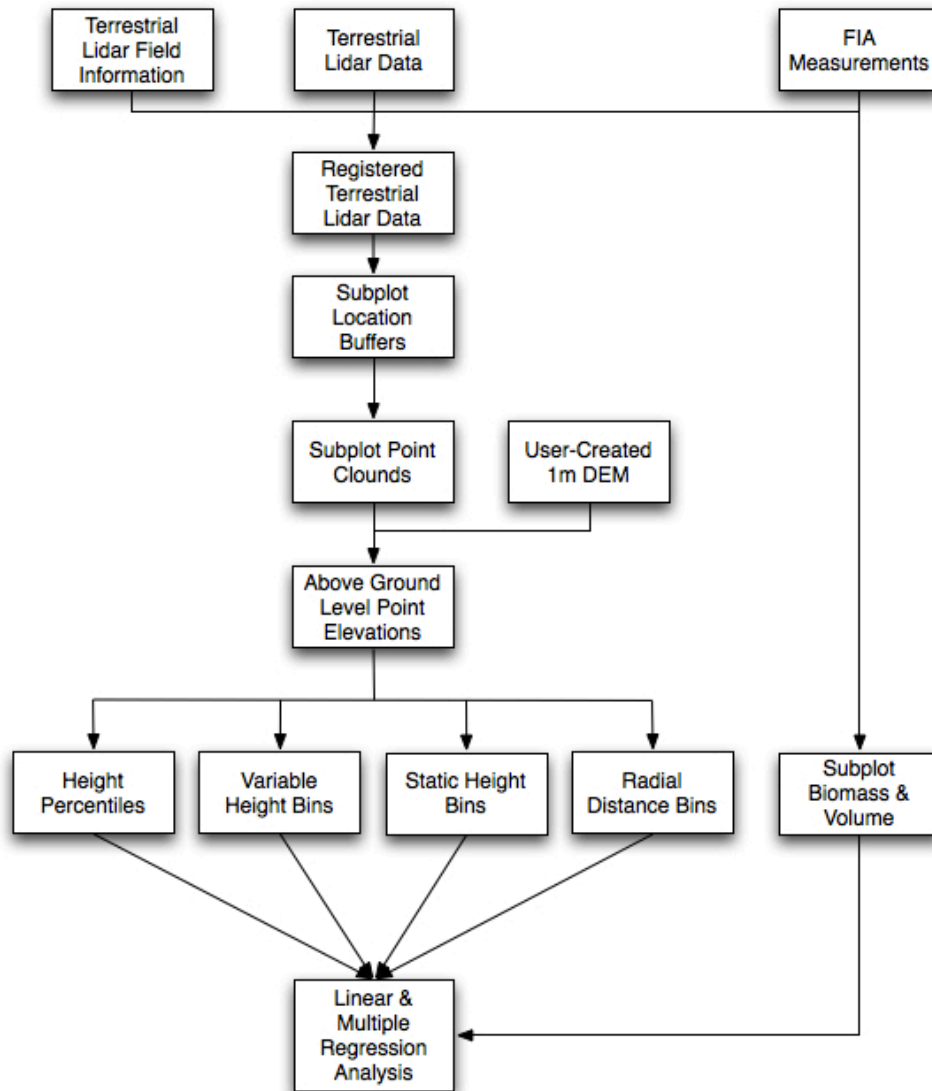 Terrestrial
Lidar Field
Information
Terrestrial
Lidar Data
FIA
Measurements
Registered
Terrestrial
Lidar Data
Subplot
Location
Buffers
Subplot Point
Clounds
User-Created
1m DEM
Above Ground
Level Point
Elevations
Height
Percentiles
Variable
Height Bins
Static Height
Bins
Radial
Distance Bins
Subplot
Biomass &
Volume
Linear &
Multiple
Regression
Analysis